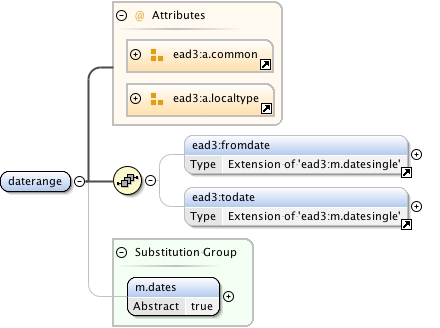 @ Attributes
ead3:a.common
ead3:a.localtype
daterange
ead3:fromdate
Type Extension of 'ead3:m.datesingle'
ead3:todate
Type Extension of 'ead3:m.datesingle'
Substitution Group
m.dates
Abstract true